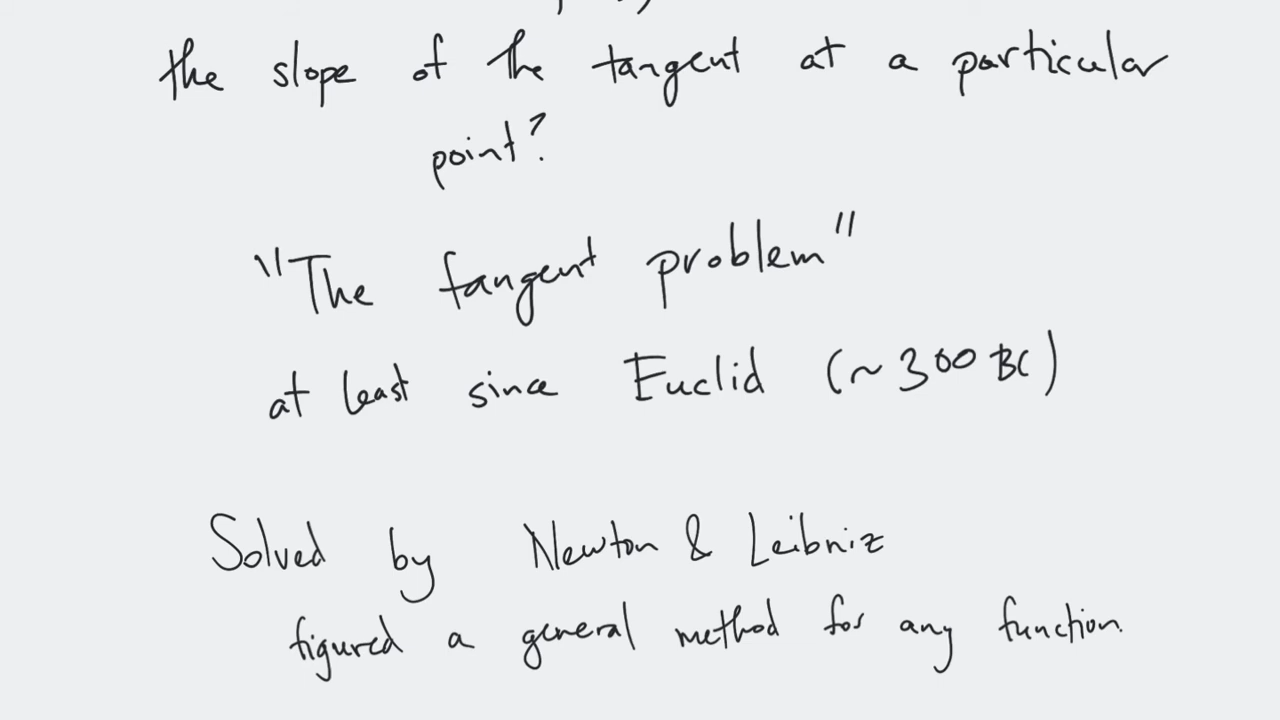 the slope of the tangent at a particular
point?
"The tangent problem"
at least since Euclid (~300 BC)
Solved by Newton & Leibniz
figured a general method for any function.